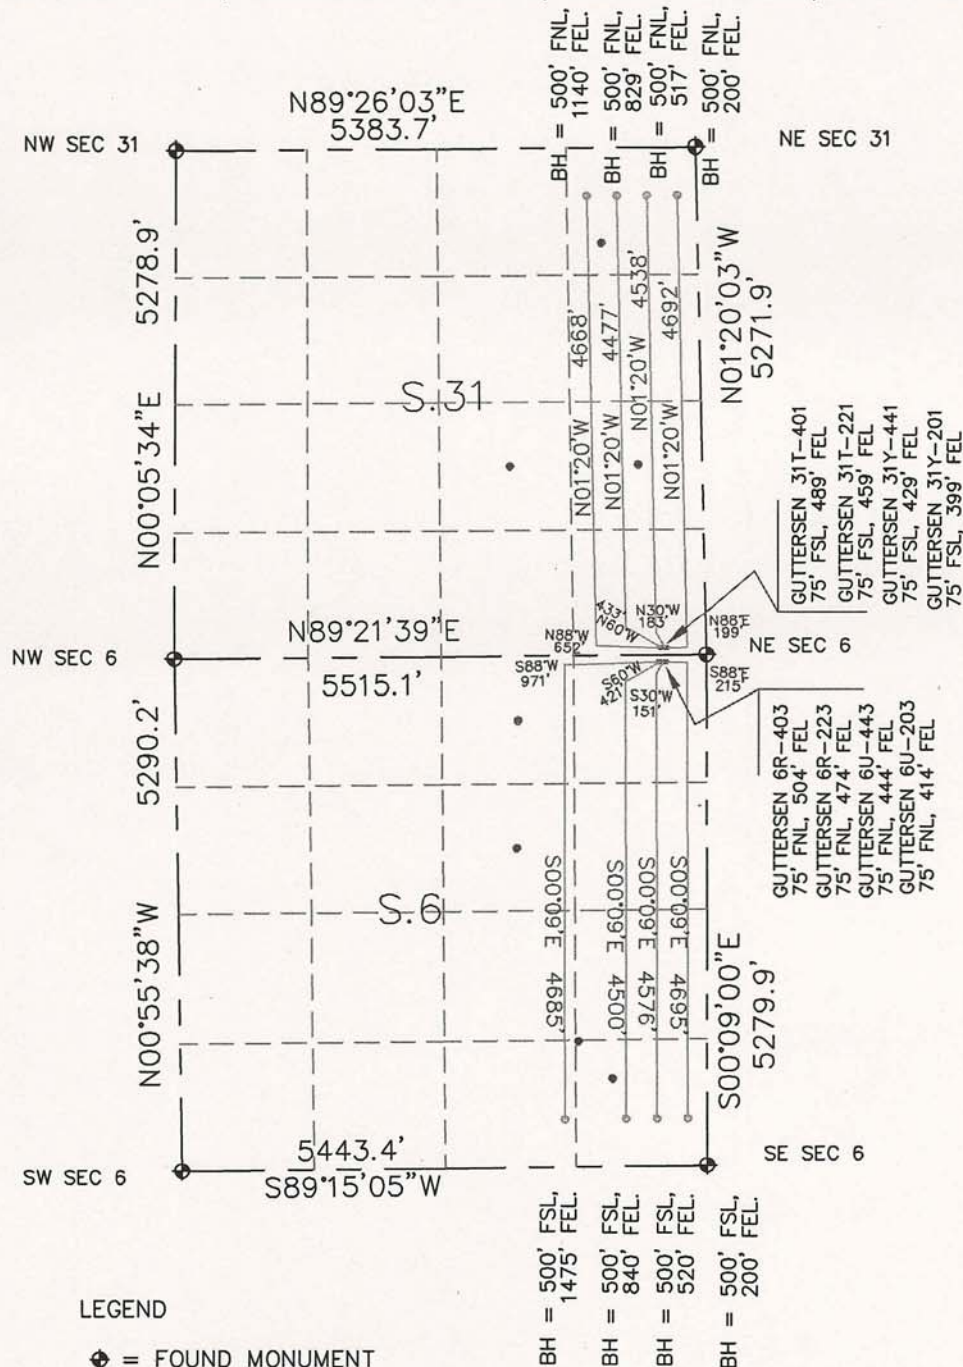 BH = 500' FNL,
1140' FEL.
BH = 500' FNL,
829' FEL.
BH = 500' FNL,
517' FEL.
BH = 500' FNL,
200' FEL.
N89°26'03"E
5383.7'
NW SEC 31
NE SEC 31
5278.9'
N00°05'34"E
S.31
4668'
N01°20'W
4477'
N01°20'W
4538'
N01°20'W
4692'
N01°20'W
N01°20'03"W
5271.9'
GUTTERSEN 31T-401
75' FSL, 489' FEL
GUTTERSEN 31T-221
75' FSL, 459' FEL
GUTTERSEN 31Y-441
75' FSL, 429' FEL
GUTTERSEN 31Y-201
75' FSL, 399' FEL
N89°21'39"E
5515.1'
N88°W
652'
433'
N60°W
N30°W
183'
N88°E
199'
NW SEC 6
NE SEC 6
S88°W
971'
S60°W
421'
S30°W
151'
S88°E
215'
GUTTERSEN 6R-403
75' FNL, 504' FEL
GUTTERSEN 6R-223
75' FNL, 474' FEL
GUTTERSEN 6U-443
75' FNL, 444' FEL
GUTTERSEN 6U-203
75' FNL, 414' FEL
5290.2'
N00°55'38"W
S.6
S00°09'E 4685'
S00°09'E 4500'
S00°09'E 4576'
S00°09'E 4695'
S00°09'00"E
5279.9'
SW SEC 6
5443.4'
S89°15'05"W
SE SEC 6
BH = 500' FSL,
1475' FEL.
BH = 500' FSL,
840' FEL.
BH = 500' FSL,
520' FEL.
BH = 500' FSL,
200' FEL.
LEGEND
= FOUND MONUMENT